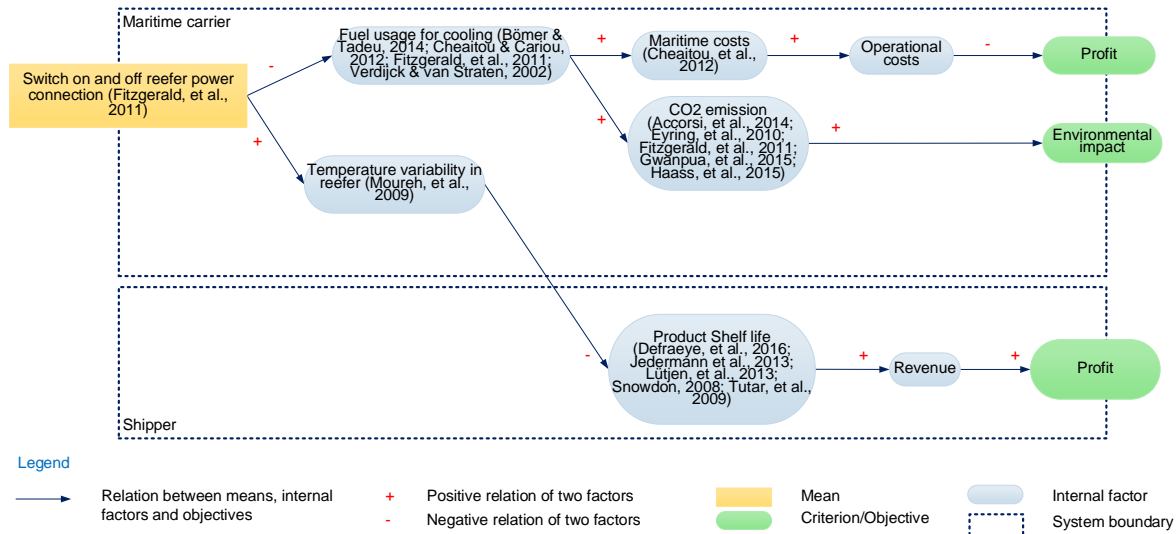 Maritime carrier
Switch on and off reefer power
connection (Fitzgerald, et al.,
2011)
-
+
Fuel usage for cooling (Bömer &
Tadeu, 2014; Cheaitou & Cariou,
2012; Fitzgerald, et al., 2011;
Verdijck & van Straten, 2002)
+
+
Maritime costs
(Cheaitou, et al.,
2012)
+
Operational
costs
-
Profit
CO2 emission
(Accorsi, et al., 2014;
Eyring, et al., 2010;
Fitzgerald, et al., 2011;
Gwanpua, et al., 2015;
Haass, et al., 2015)
+
Environmental
impact
Temperature variability in
reefer (Moureh, et al.,
2009)
-
Product Shelf life
(Defraeye, et al., 2016;
Jedermann et al., 2013;
Lütjen, et al., 2013;
Snowdon, 2008; Tutar, et al.,
2009)
+
Revenue
+
Profit
Shipper
Legend
Relation between means, internal
factors and objectives
+ Positive relation of two factors
- Negative relation of two factors
Mean
Criterion/Objective
Internal factor
System boundary